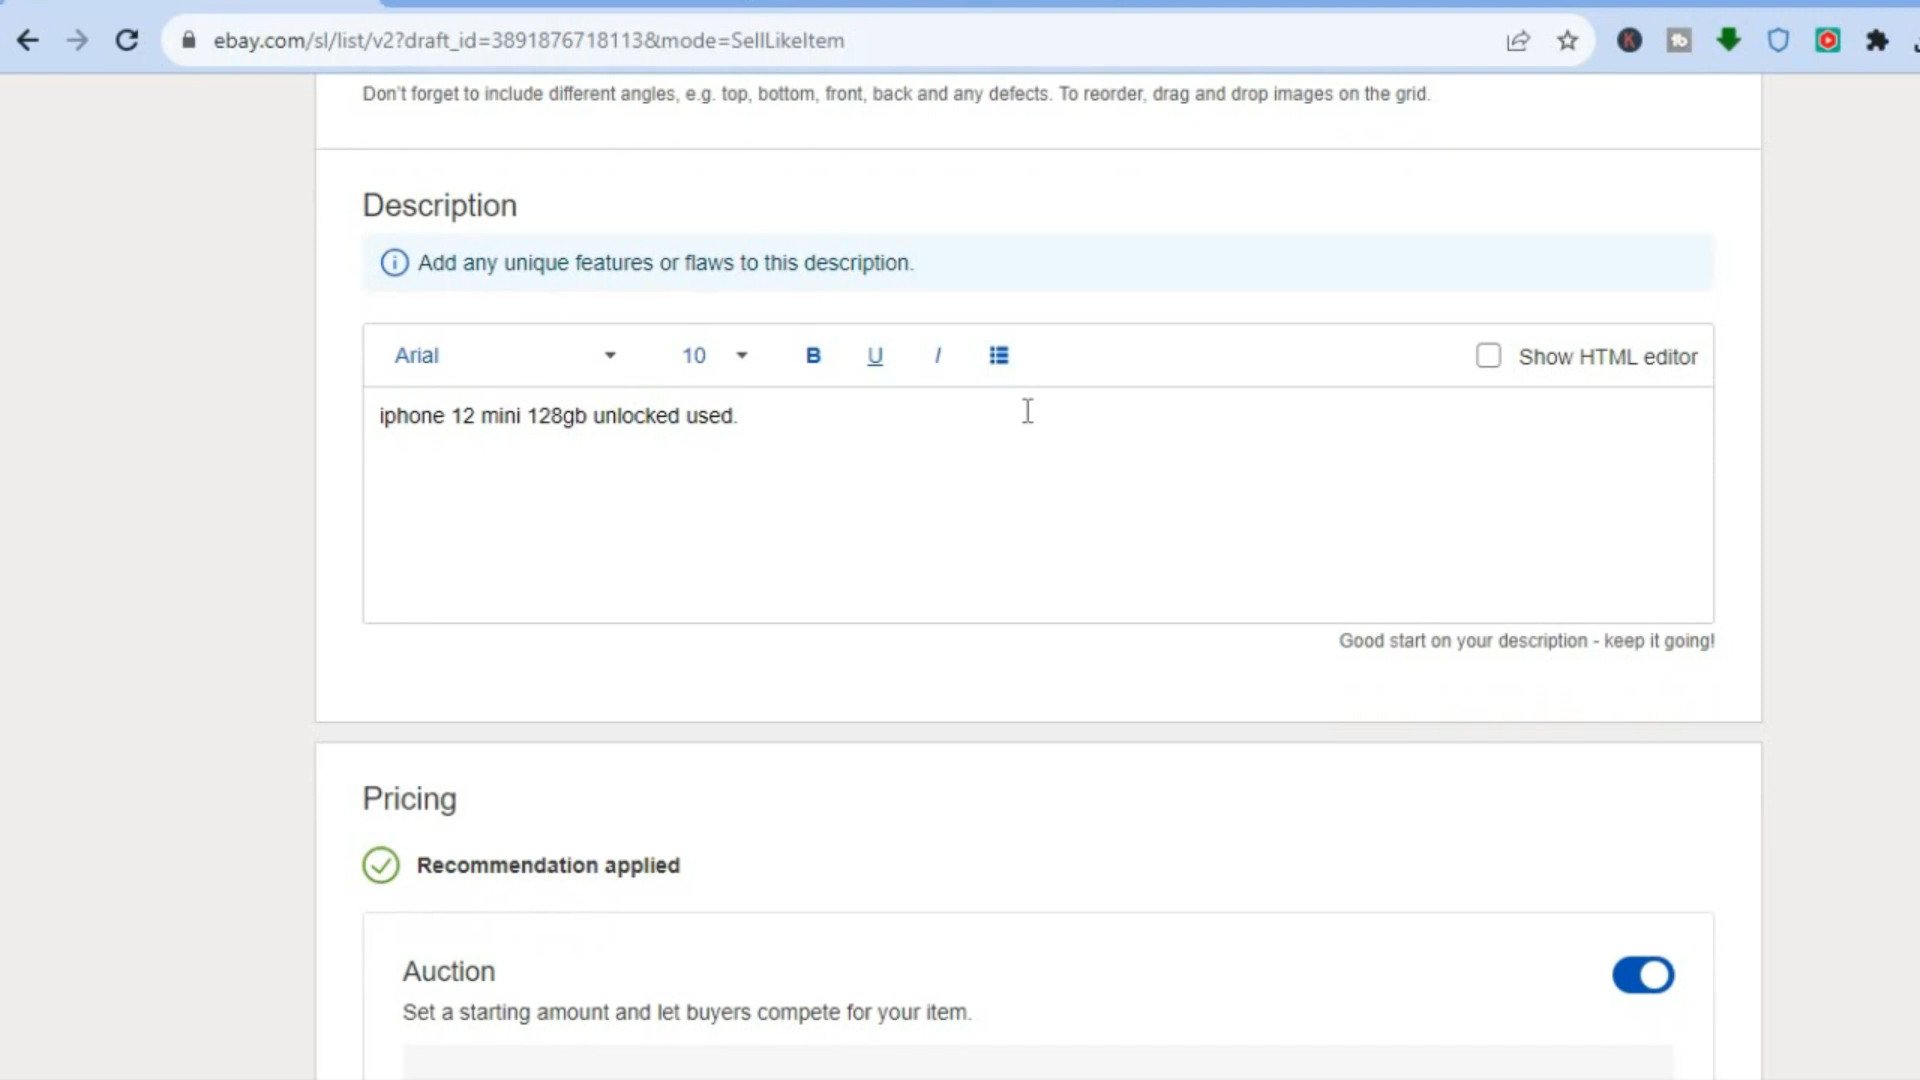 ebay.com/sl/list/v2?draft_id=3891876718113&mode=SellLikeItem
Don't forget to include different angles, e.g. top, bottom, front, back and any defects. To reorder, drag and drop images on the grid.
Description
Add any unique features or flaws to this description.
Arial 10 B U I Show HTML editor
iphone 12 mini 128gb unlocked used.
Good start on your description - keep it going!
Pricing
Recommendation applied
Auction
Set a starting amount and let buyers compete for your item.